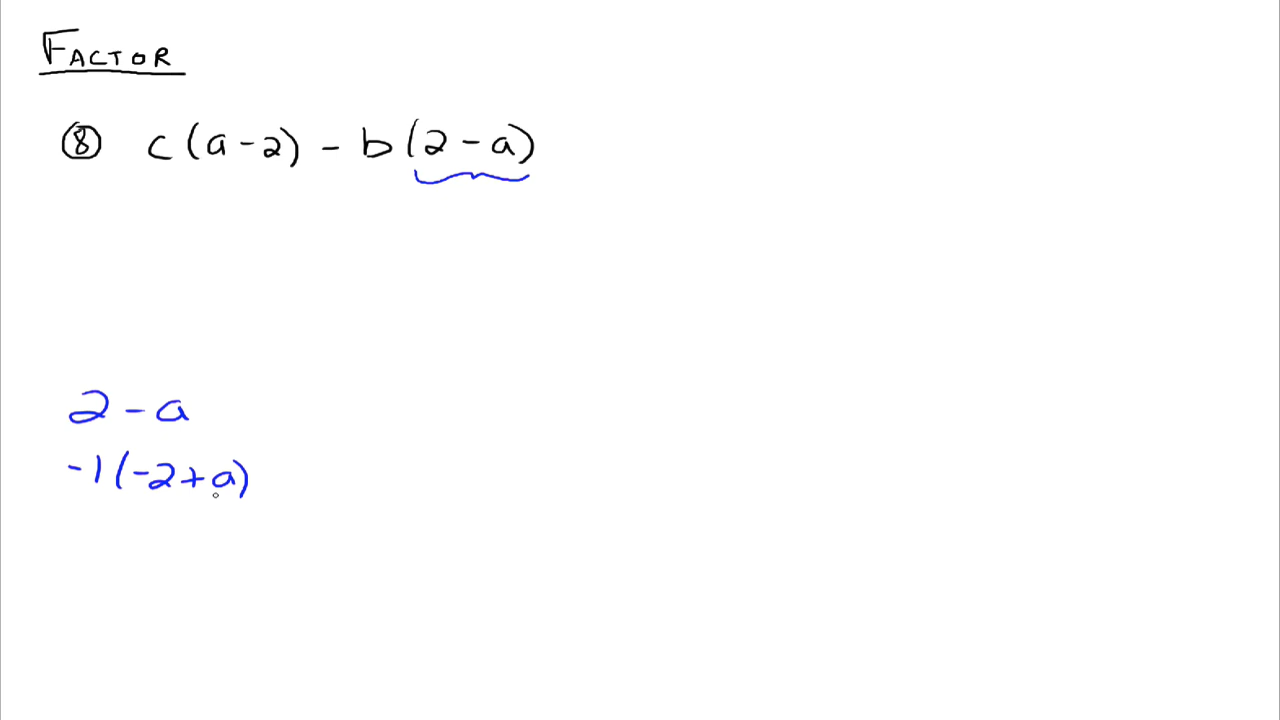 FACTOR
⑧ c(a-2) - b(2-a)
2-a
-1(-2+a)